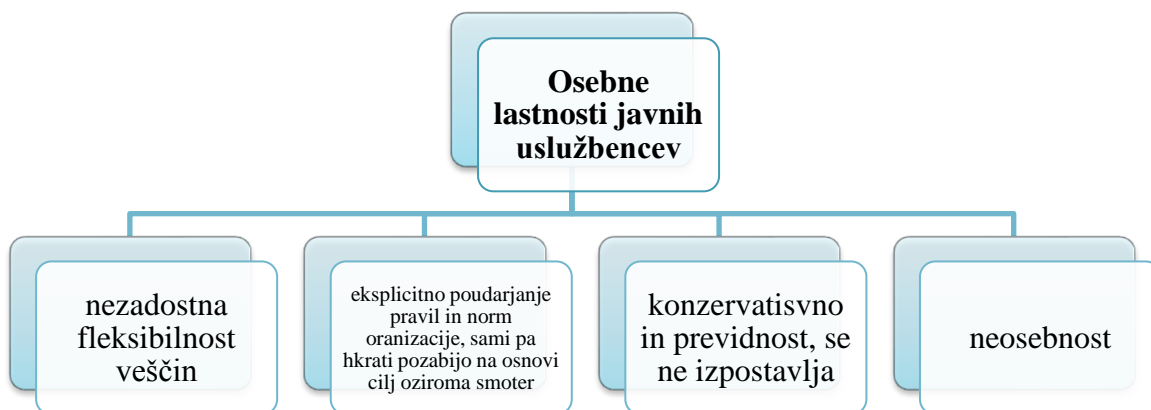 Osebne
lastnosti javnih
uslužbencev
nezadostna
fleksibilnost
veščin
eksplicitno poudarjanje
pravil in norm
oranizacije, sami pa
hkrati pozabijo na osnovi
cilj oziroma smoter
konzervatisvno
in previdnost, se
ne izpostavlja
neosebnost